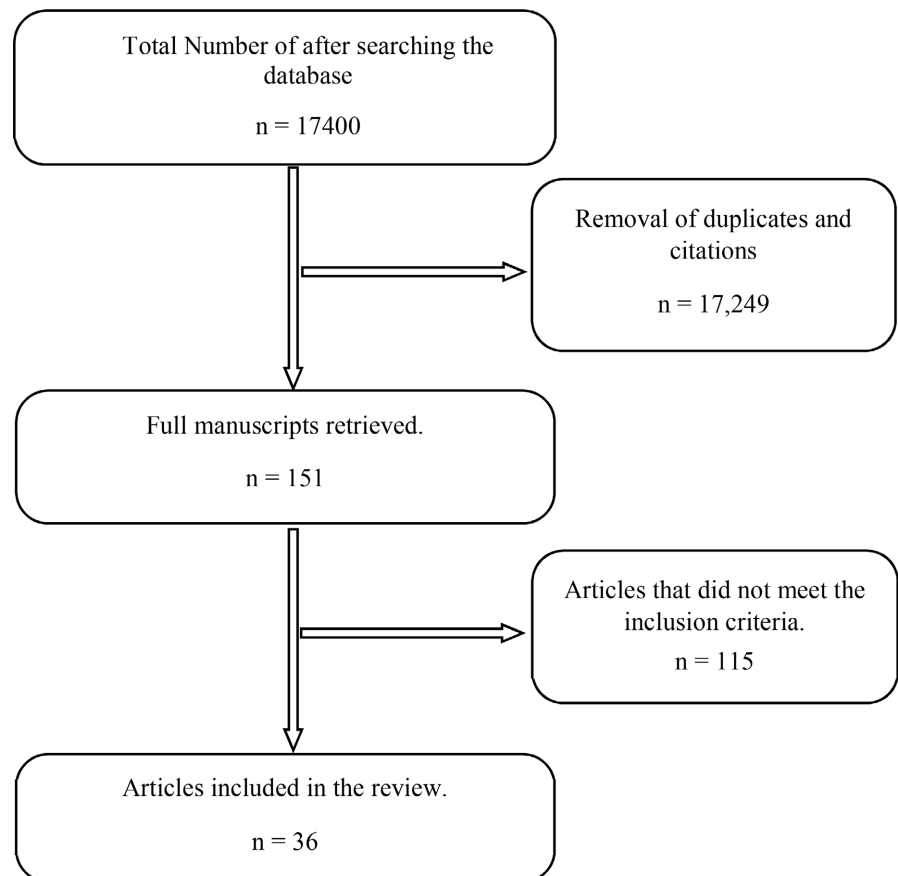 Total Number of after searching the
database
n = 17400
Removal of duplicates and
citations
n = 17,249
Full manuscripts retrieved.
n = 151
Articles that did not meet the
inclusion criteria.
n = 115
Articles included in the review.
n = 36